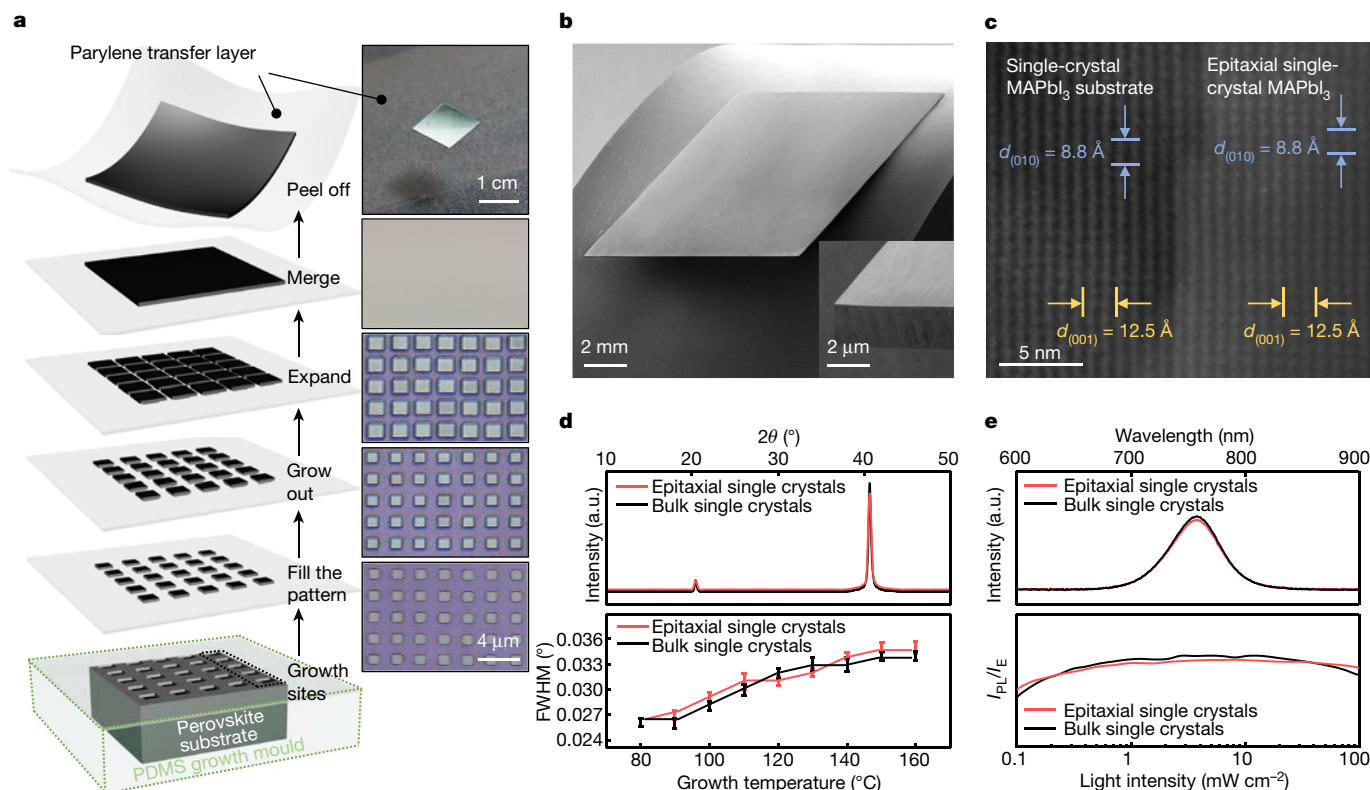 a
Parylene transfer layer
Peel off
Merge
Expand
Grow
out
Fill the
pattern
Growth
sites
Perovskite
substrate
PDMS growth mould
1 cm
4 μm
b
2 mm
2 μm
c
Single-crystal
MAPbI₃ substrate
Epitaxial single-
crystal MAPbI₃
d(010) = 8.8 Å
d(010) = 8.8 Å
d(001) = 12.5 Å
d(001) = 12.5 Å
5 nm
d
2θ (°)
10 20 30 40 50
Epitaxial single crystals
Bulk single crystals
Intensity (a.u.)
Epitaxial single crystals
Bulk single crystals
FWHM (°)
0.036
0.033
0.030
0.027
0.024
80 100 120 140 160
Growth temperature (°C)
e
Wavelength (nm)
600 700 800 900
Epitaxial single crystals
Bulk single crystals
Intensity (a.u.)
I_PL/I_E
Epitaxial single crystals
Bulk single crystals
0.1 1 10 100
Light intensity (mW cm⁻²)